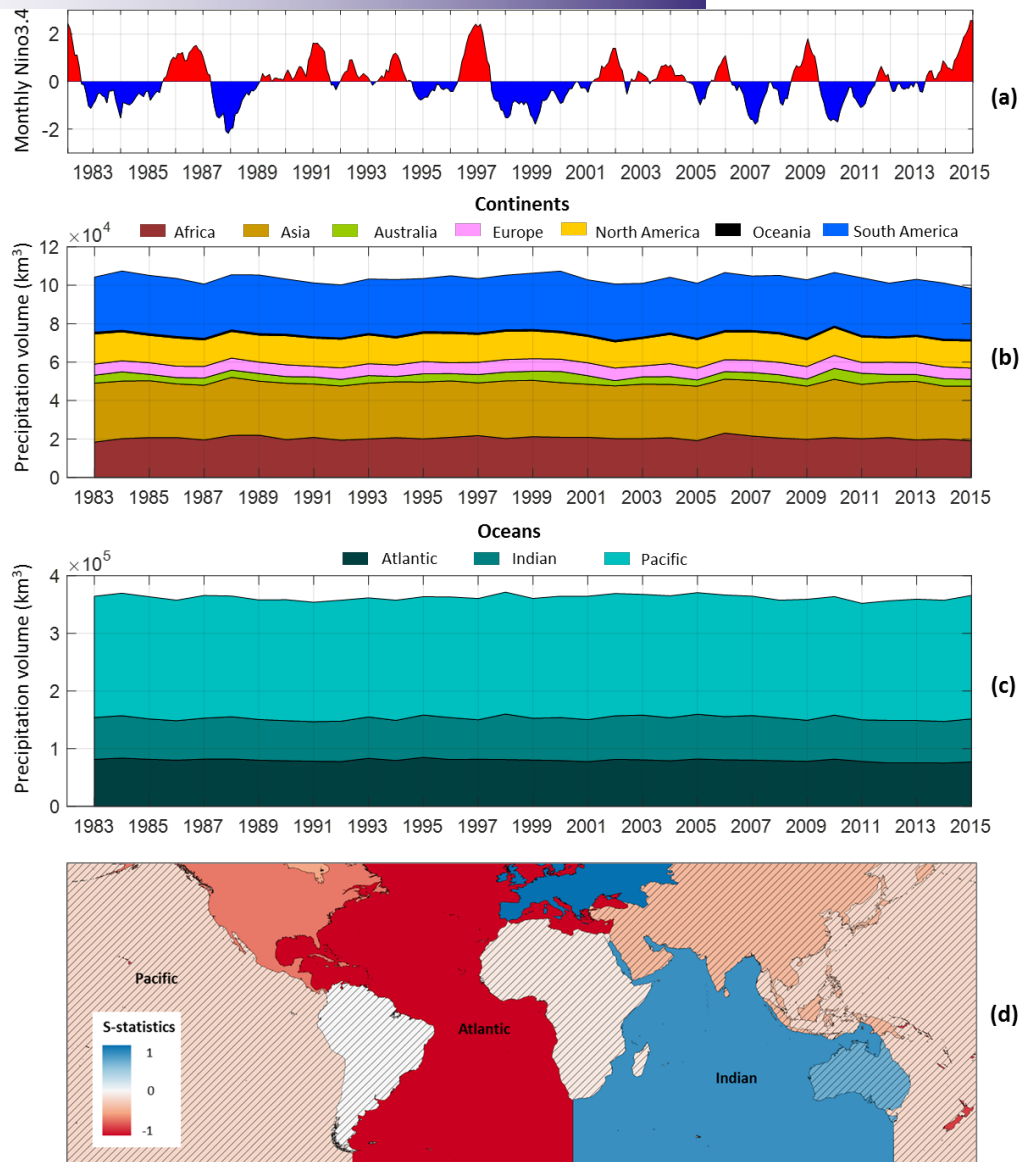 Monthly Nino3.4
2
0
-2
(a)
1983 1985 1987 1989 1991 1993 1995 1997 1999 2001 2003 2005 2007 2009 2011 2013 2015
Continents
Africa Asia Australia Europe North America Oceania South America
×10⁴
Precipitation volume (km³)
12
10
8
6
4
2
0
(b)
1983 1985 1987 1989 1991 1993 1995 1997 1999 2001 2003 2005 2007 2009 2011 2013 2015
Oceans
Atlantic Indian Pacific
×10⁵
Precipitation volume (km³)
4
3
2
1
0
(c)
1983 1985 1987 1989 1991 1993 1995 1997 1999 2001 2003 2005 2007 2009 2011 2013 2015
Pacific
Atlantic
Indian
(d)
S-statistics
1
0
-1